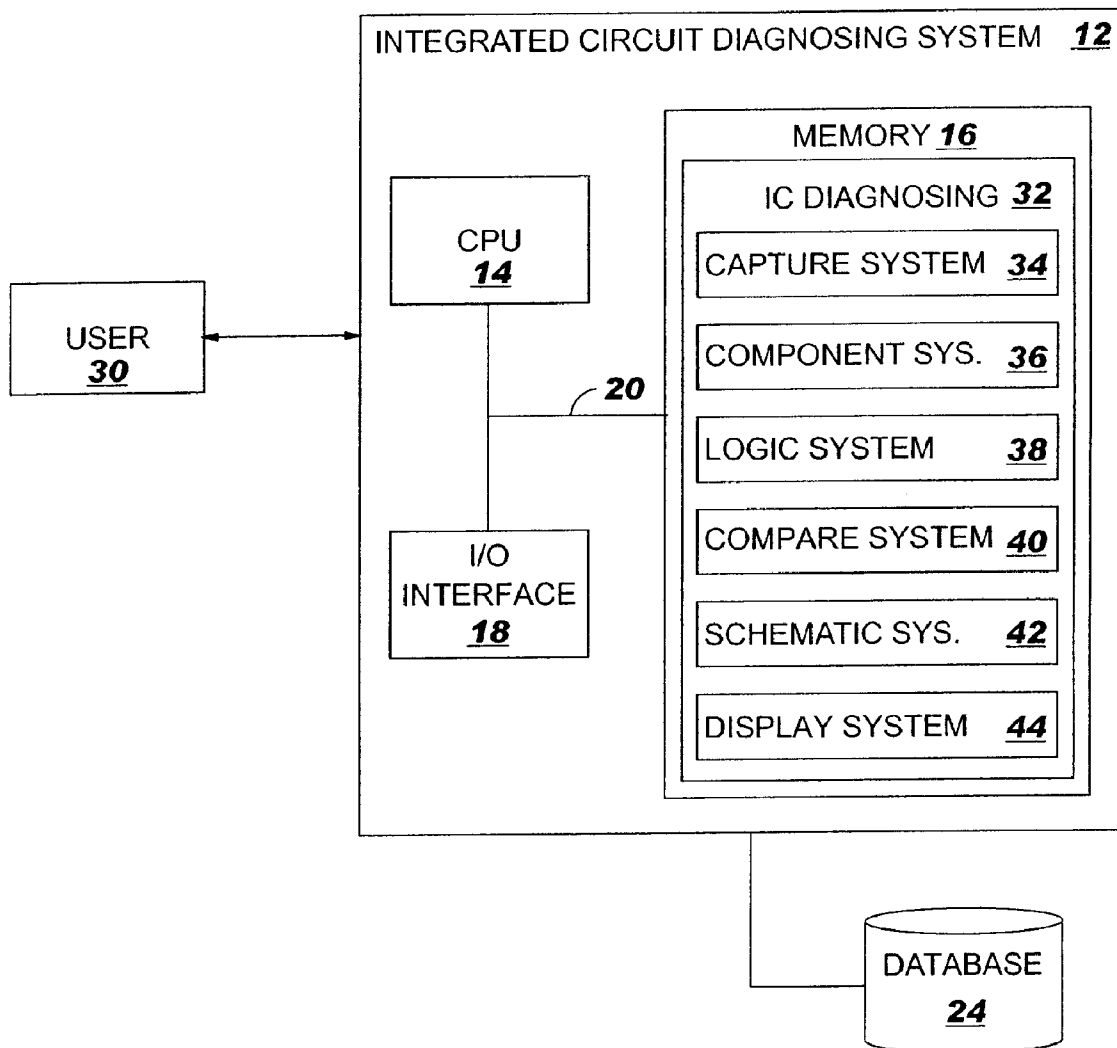 INTEGRATED CIRCUIT DIAGNOSING SYSTEM 12
MEMORY 16
IC DIAGNOSING 32
CPU
14
CAPTURE SYSTEM 34
USER
30
COMPONENT SYS. 36
20
LOGIC SYSTEM 38
COMPARE SYSTEM 40
I/O
INTERFACE
18
SCHEMATIC SYS. 42
DISPLAY SYSTEM 44
DATABASE
24